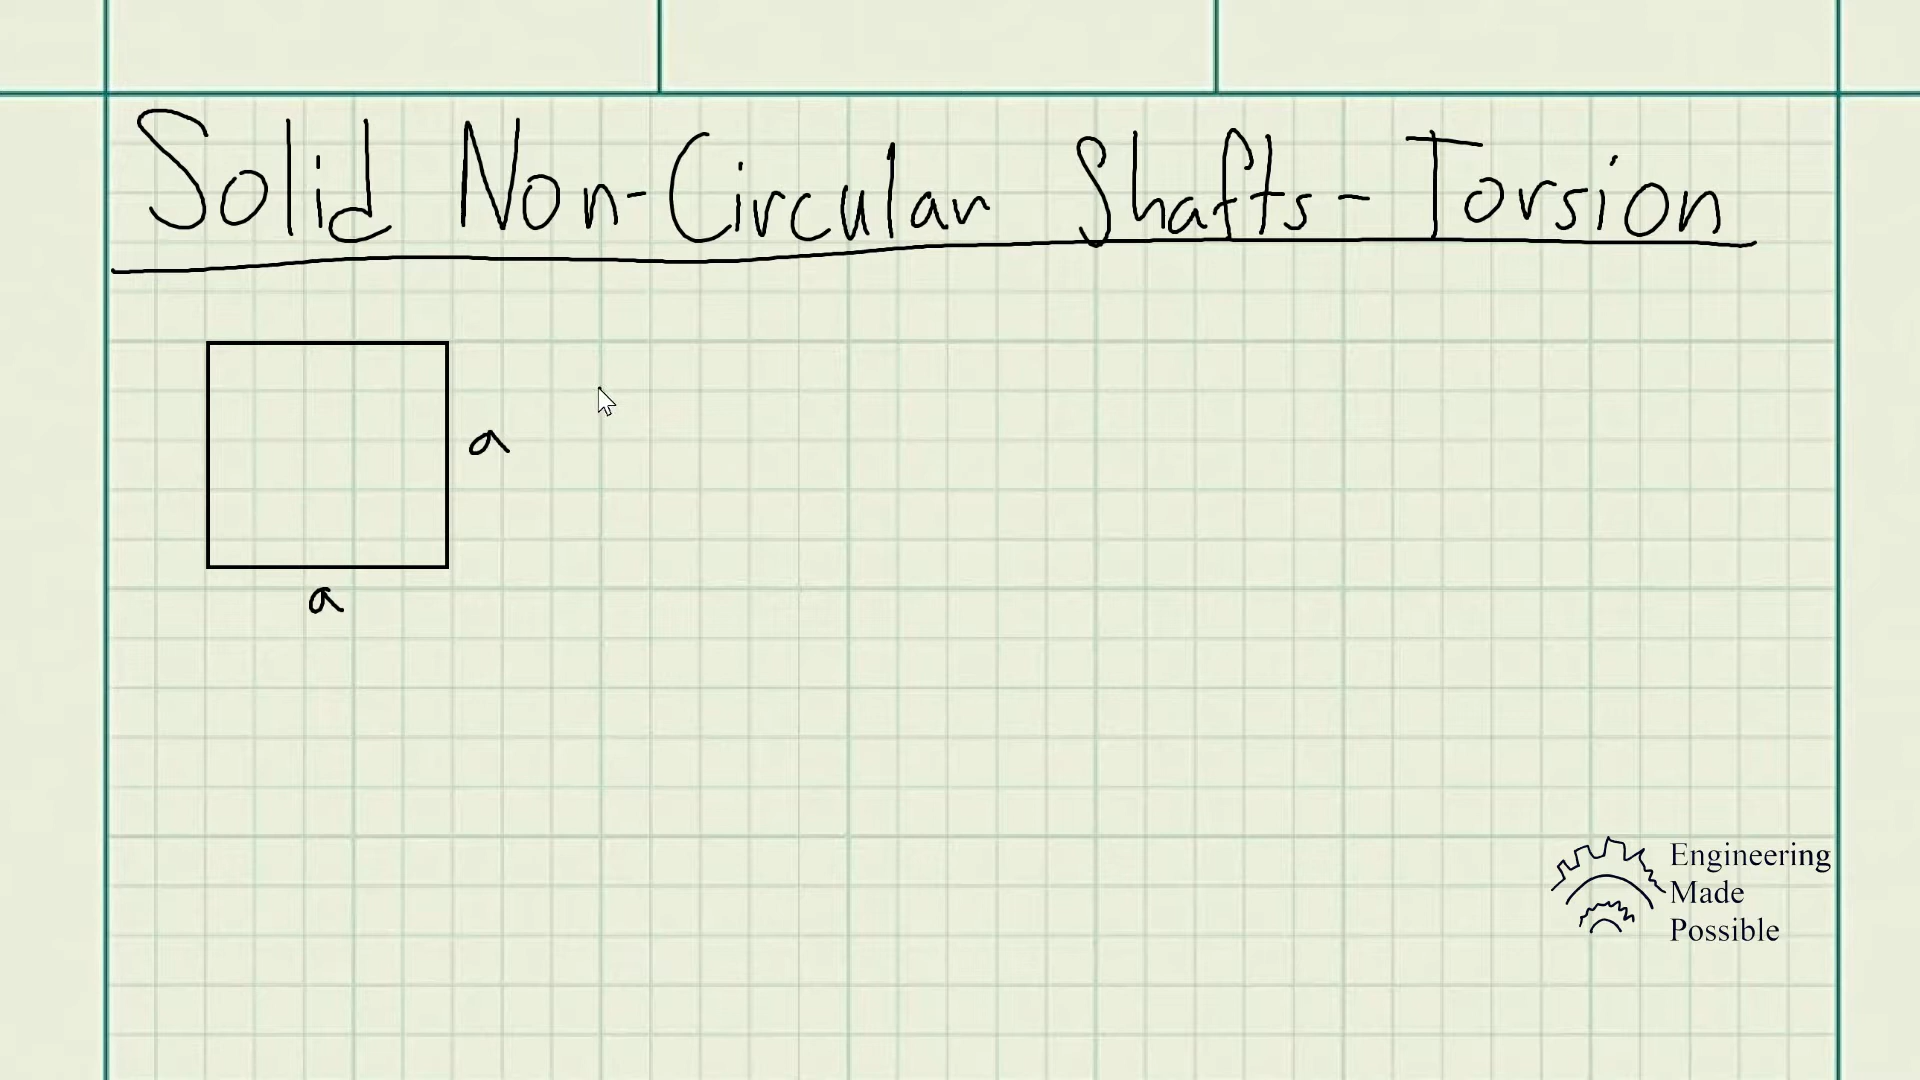 Solid Non-Circular Shafts - Torsion
a
a
Engineering
Made
Possible